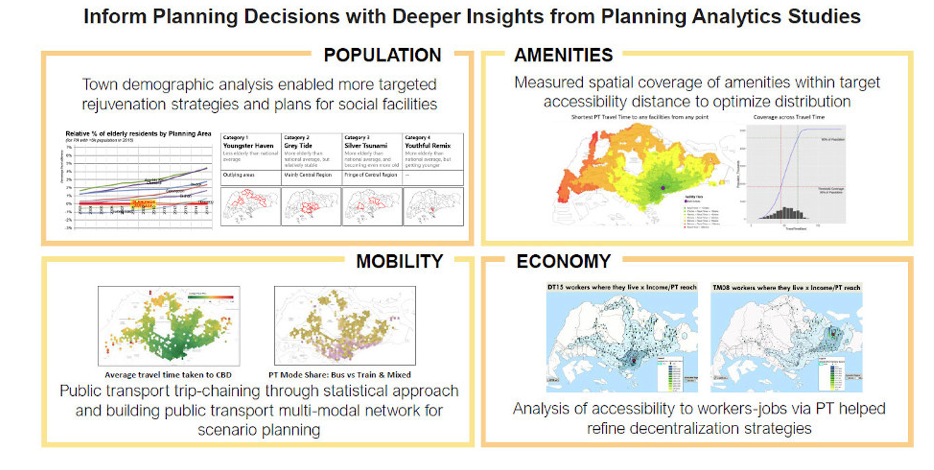 Inform Planning Decisions with Deeper Insights from Planning Analytics Studies
POPULATION
Town demographic analysis enabled more targeted
rejuvenation strategies and plans for social facilities
Relative % of elderly residents by Planning Area
Category 1
Youngster Haven
Less elderly than national
average
Outlying areas
Category 2
Grey Tide
More elderly than
national average, but
relatively stable
Mainly Central Region
Category 3
Silver Tsunami
More elderly than
national average, and
becoming even more old
Fringe of Central Region
Category 4
Youthful Remix
More elderly than
national average, but
getting younger
AMENITIES
Measured spatial coverage of amenities within target
accessibility distance to optimize distribution
Shortest PT Travel Time to any facilities from any point
Coverage across Travel Time
MOBILITY
Average travel time taken to CBD
PT Mode Share: Bus vs Train & Mixed
Public transport trip-chaining through statistical approach
and building public transport multi-modal network for
scenario planning
ECONOMY
DT15 workers where they live x Income/PT reach
TM08 workers where they live x Income/PT reach
Analysis of accessibility to workers-jobs via PT helped
refine decentralization strategies